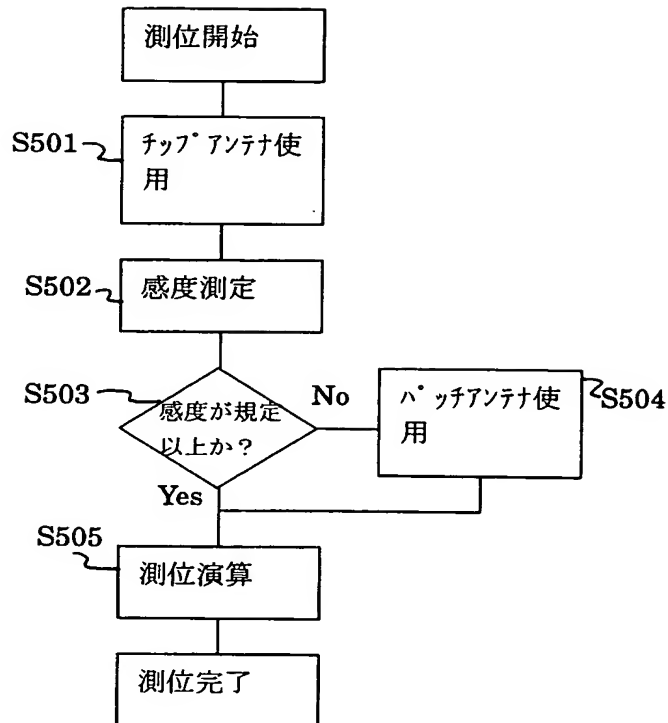 測位開始
S501
チップアンテナ使
用
S502
感度測定
S503
感度が規定
以上か？
No
パッチアンテナ使
用
S504
Yes
S505
測位演算
測位完了